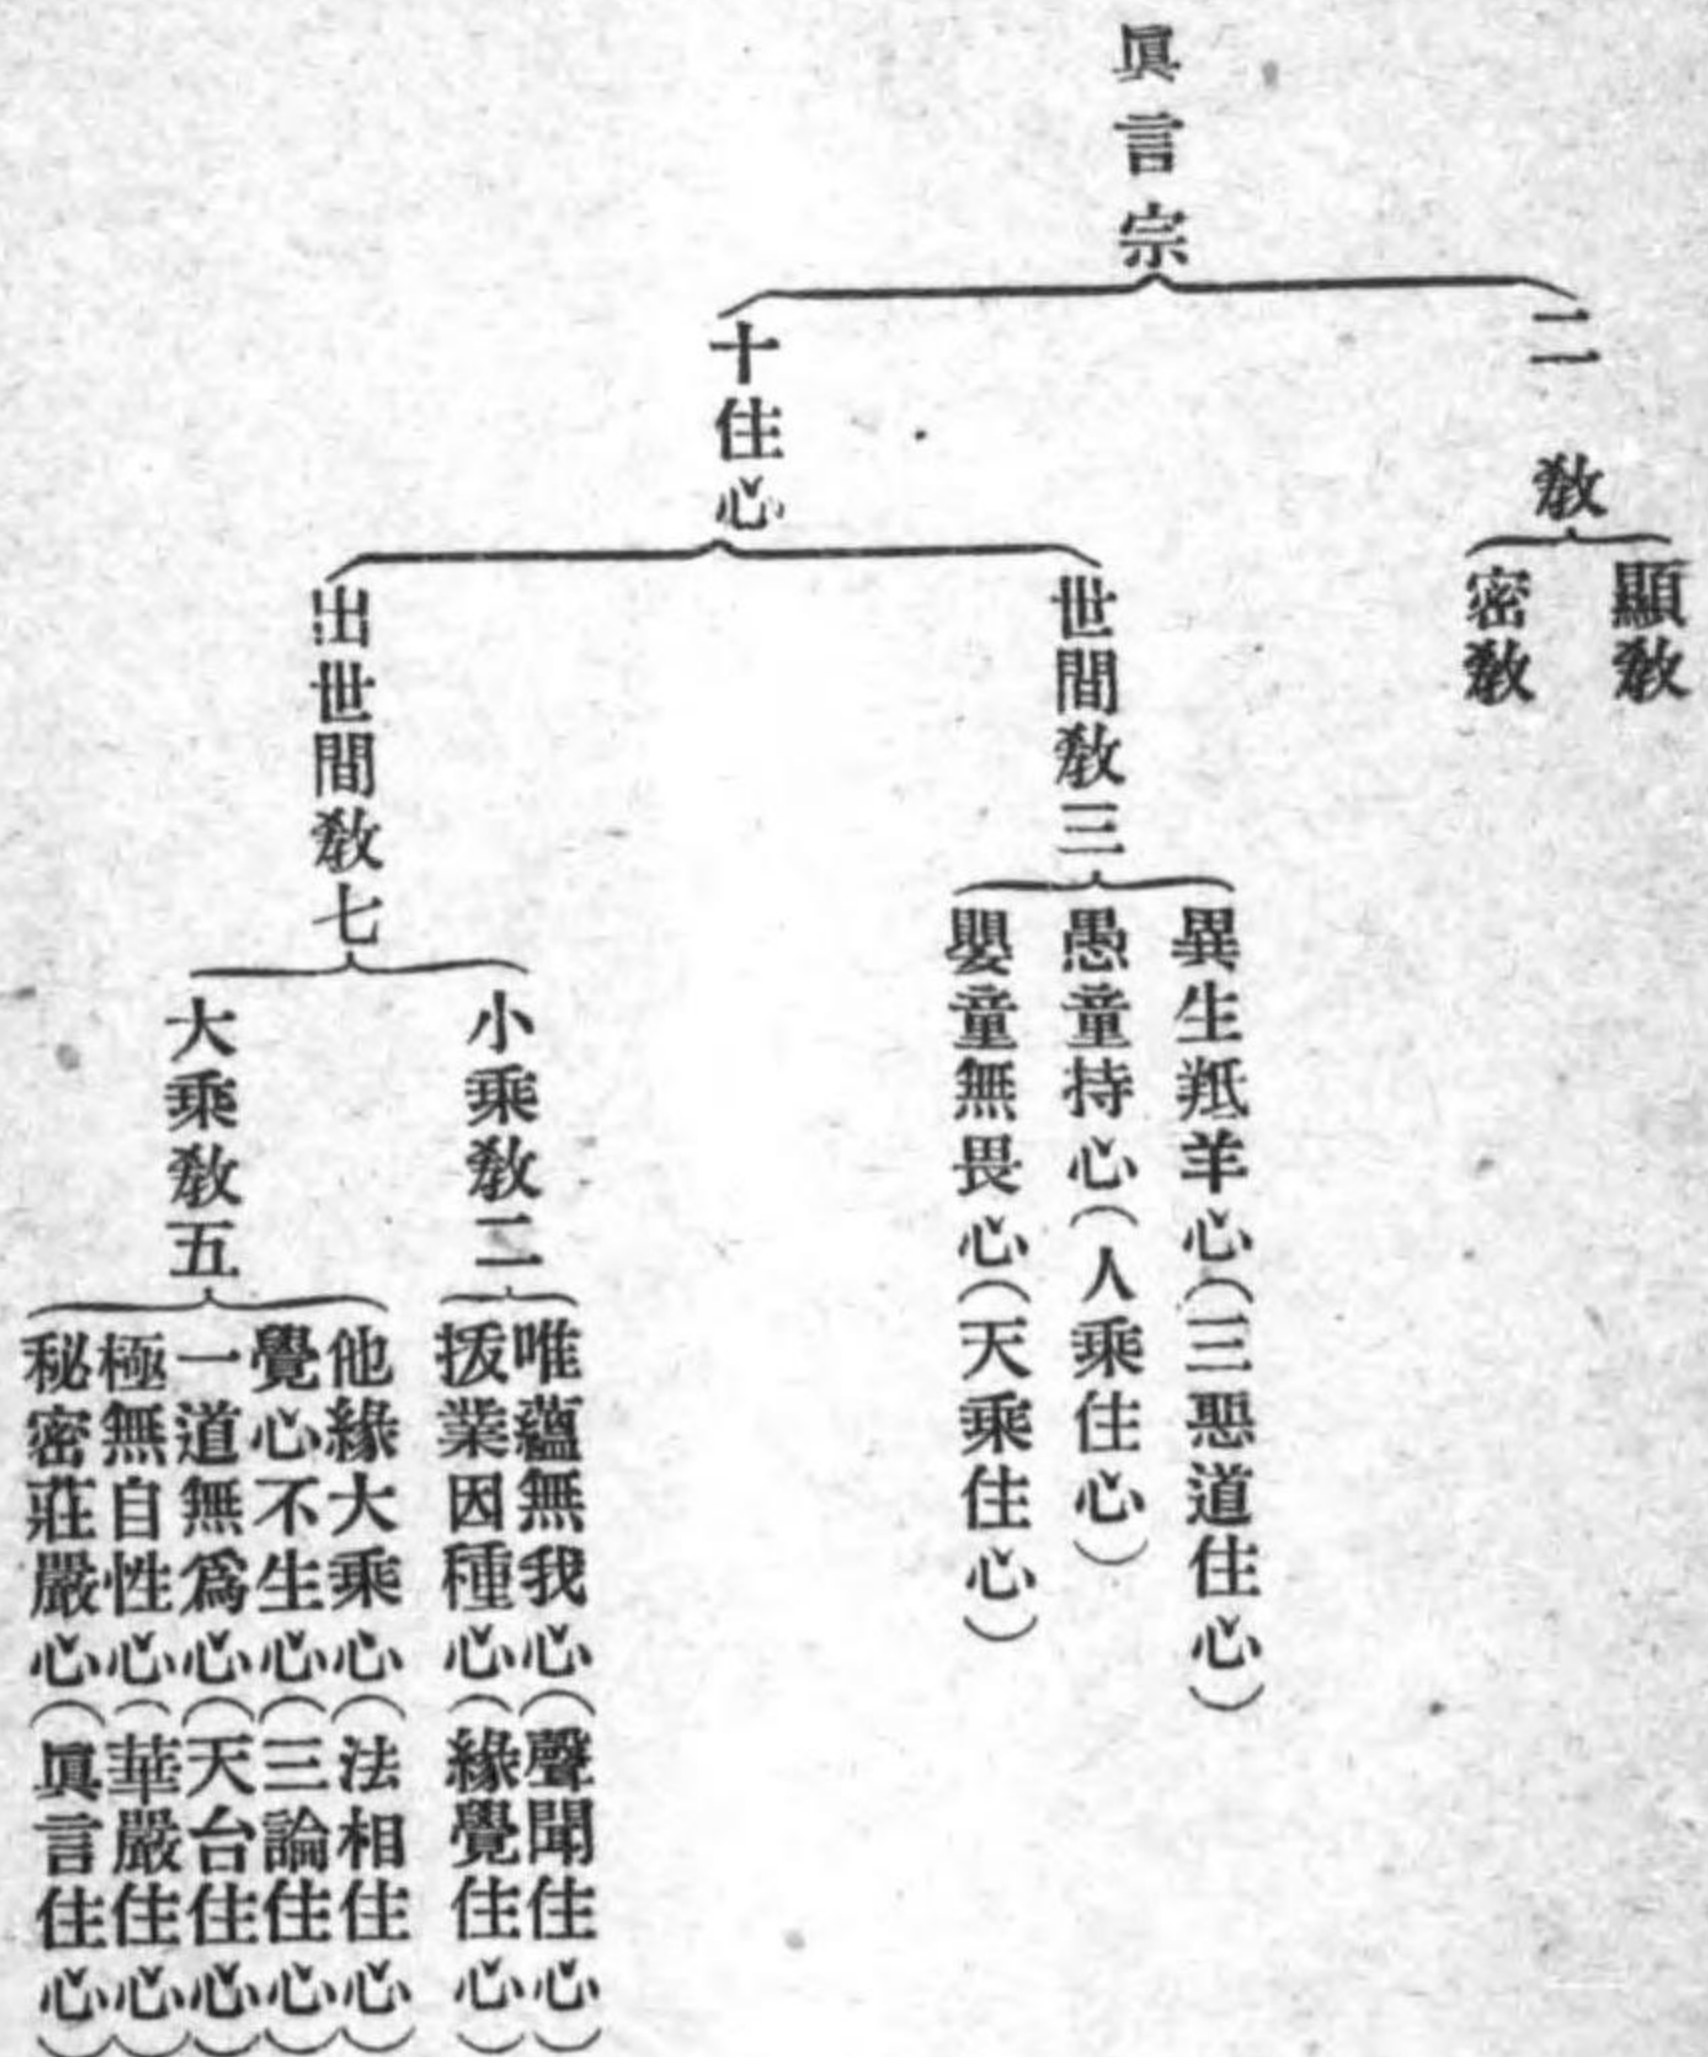 眞言宗
二教
顯教
密教
十住心
世間教三
異生羝羊心(三惡道住心)
愚童持心(人乘住心)
嬰童無畏心(天乘住心)
出世間教七
小乘教二
唯蘊無我心(聲聞住心)
拔業因種心(緣覺住心)
大乘教五
他緣大乘心(法相住心)
覺心不生心(三論住心)
一道無爲心(天台住心)
極無自性心(華嚴住心)
秘密莊嚴心(眞言住心)